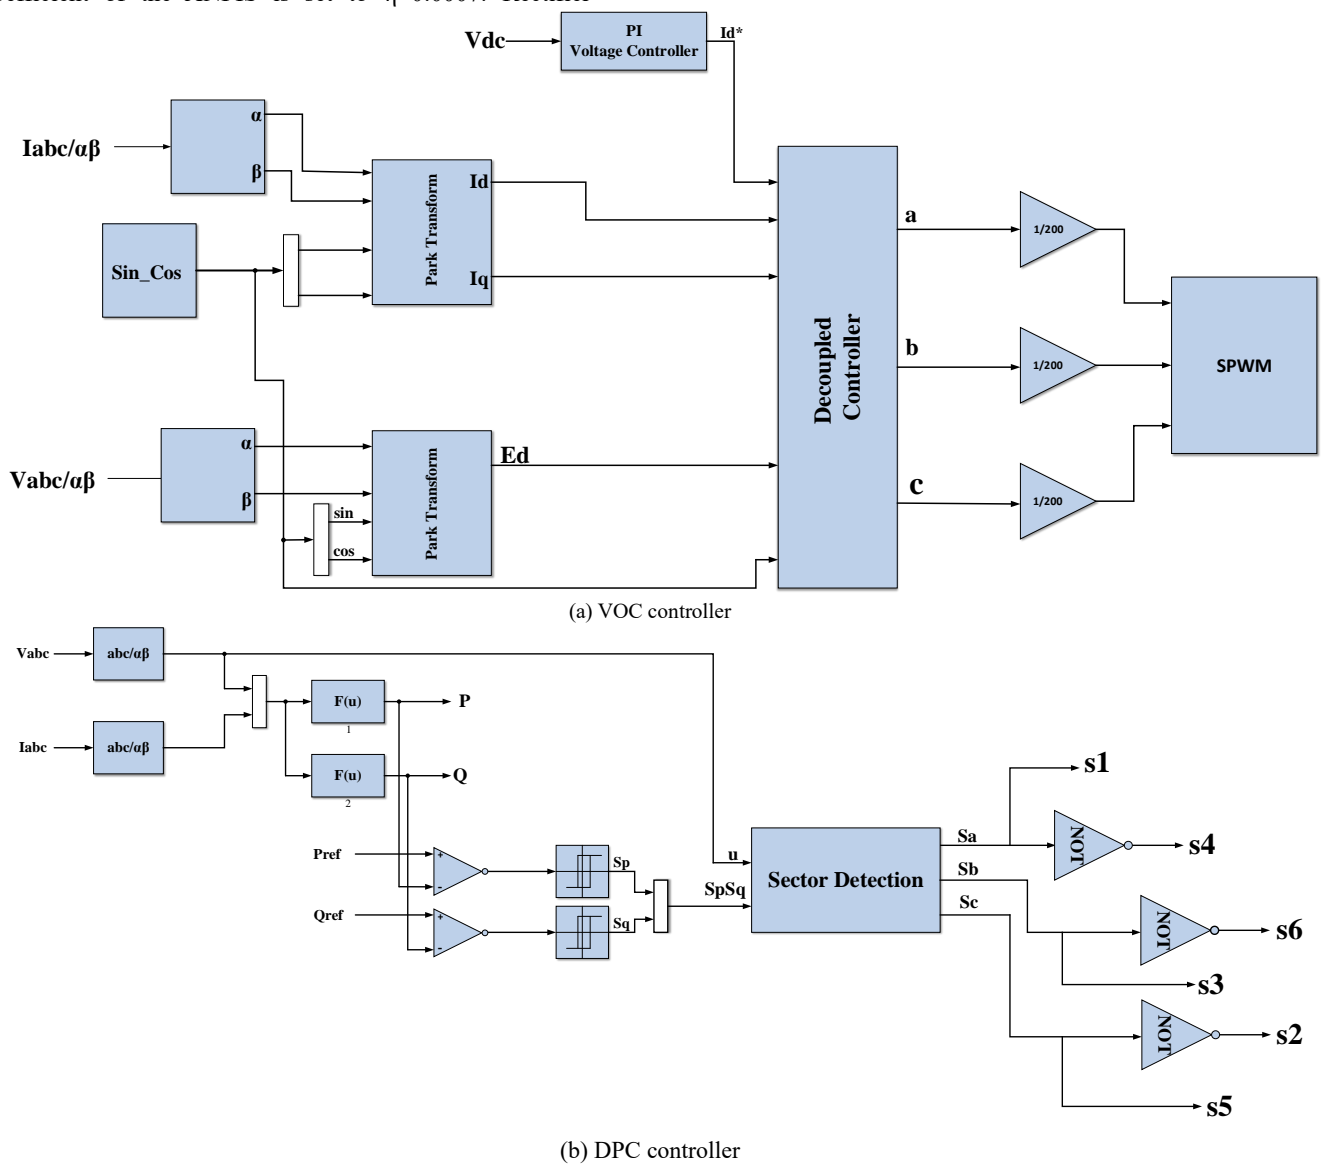 PI
Voltage Controller
Vdc
Id*
Iabc/αβ
α
β
Sin_Cos
Park Transform
Id
Iq
Vabc/αβ
α
β
sin
cos
Park Transform
Ed
Decoupled
Controller
a
b
c
1/200
1/200
1/200
SPWM
(a) VOC controller
Vabc
abc/αβ
Iabc
abc/αβ
F(u)
1
P
F(u)
2
Q
Pref
+
-
Sp
Qref
+
-
Sq
SpSq
u
Sector Detection
Sa
Sb
Sc
s1
NOT
s4
NOT
s6
s3
NOT
s2
s5
(b) DPC controller